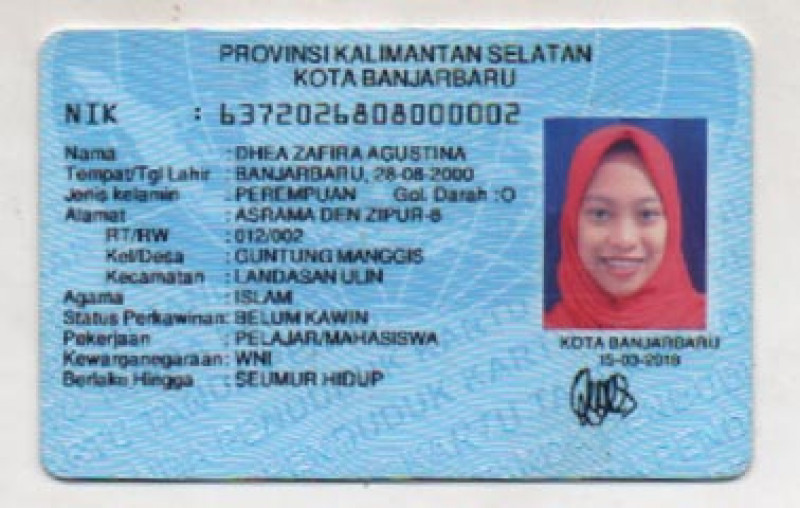 PROVINSI KALIMANTAN SELATAN
KOTA BANJARBARU
NIK : 6372026808000002
Nama : DHEA ZAFIRA AGUSTINA
Tempat/Tgl Lahir : BANJARBARU, 28-08-2000
Jenis kelamin : PEREMPUAN Gol. Darah : O
Alamat : ASRAMA DEN ZIPUR-8
RT/RW : 012/002
Kel/Desa : GUNTUNG MANGGIS
Kecamatan : LANDASAN ULIN
Agama : ISLAM
Status Perkawinan: BELUM KAWIN
Pekerjaan : PELAJAR/MAHASISWA
Kewarganegaraan: WNI
Berlaku Hingga : SEUMUR HIDUP
KOTA BANJARBARU
15-03-2018